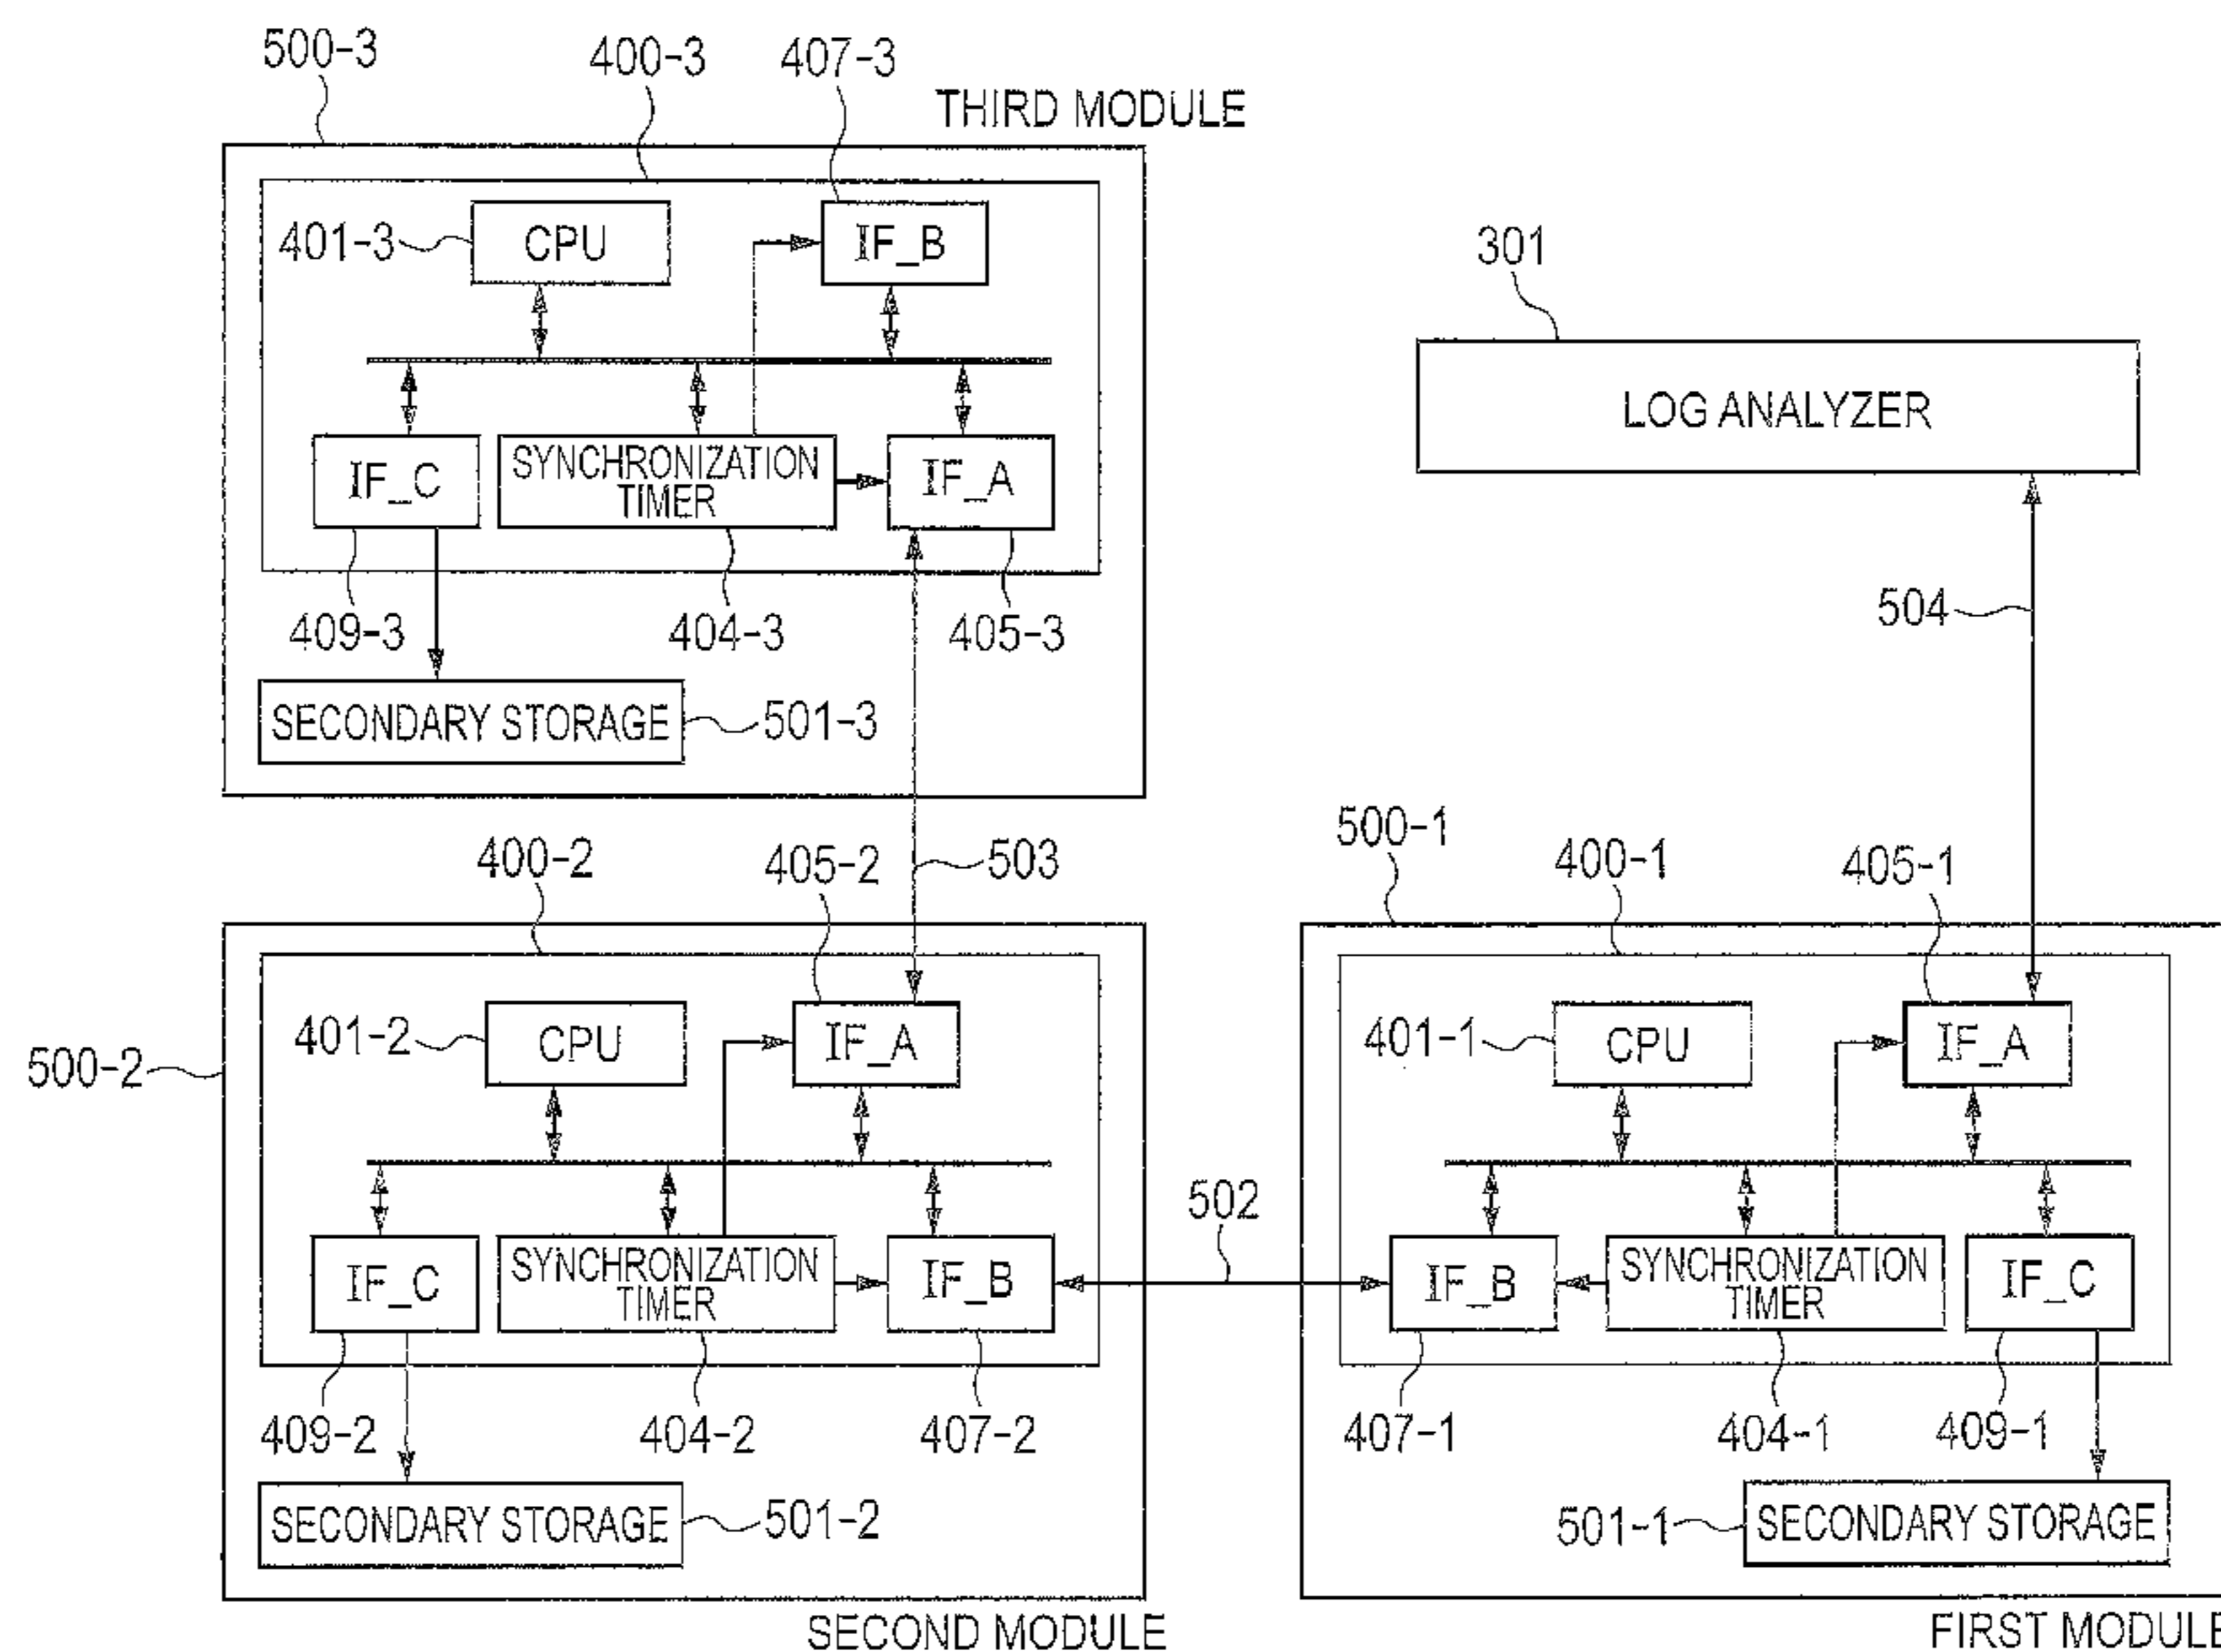 500-3
400-3
407-3
THIRD MODULE
401-3
CPU
IF_B
301
LOG ANALYZER
IF_C
SYNCHRONIZATION
TIMER
IF_A
409-3
404-3
405-3
504
SECONDARY STORAGE
501-3
503
500-1
400-2
405-2
400-1
405-1
500-2
401-2
CPU
IF_A
401-1
CPU
IF_A
502
IF_C
SYNCHRONIZATION
TIMER
IF_B
IF_B
SYNCHRONIZATION
TIMER
IF_C
409-2
404-2
407-2
407-1
404-1
409-1
SECONDARY STORAGE
501-2
501-1
SECONDARY STORAGE
SECOND MODULE
FIRST MODULE